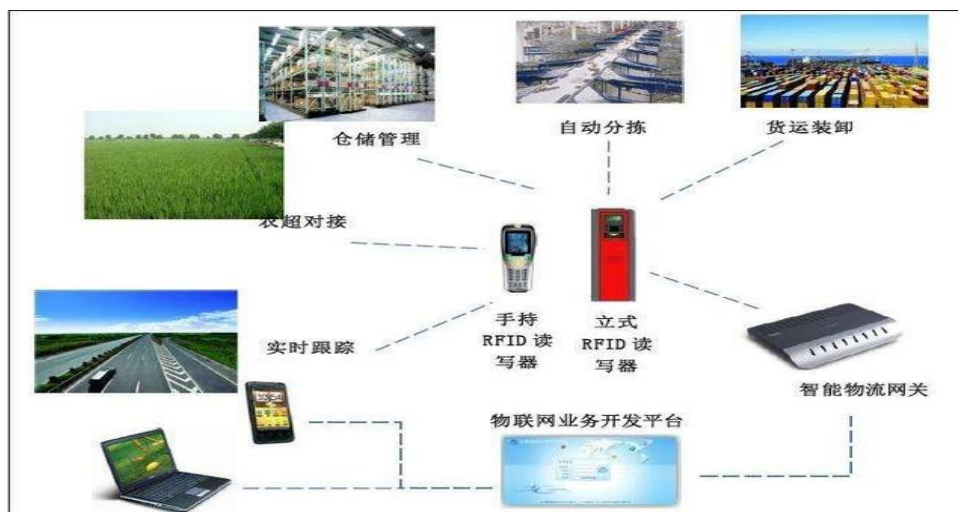 仓储管理
自动分拣
货运装卸
农超对接
实时跟踪
手持
RFID 读
写器
立式
RFID 读
写器
智能物流网关
物联网业务开发平台